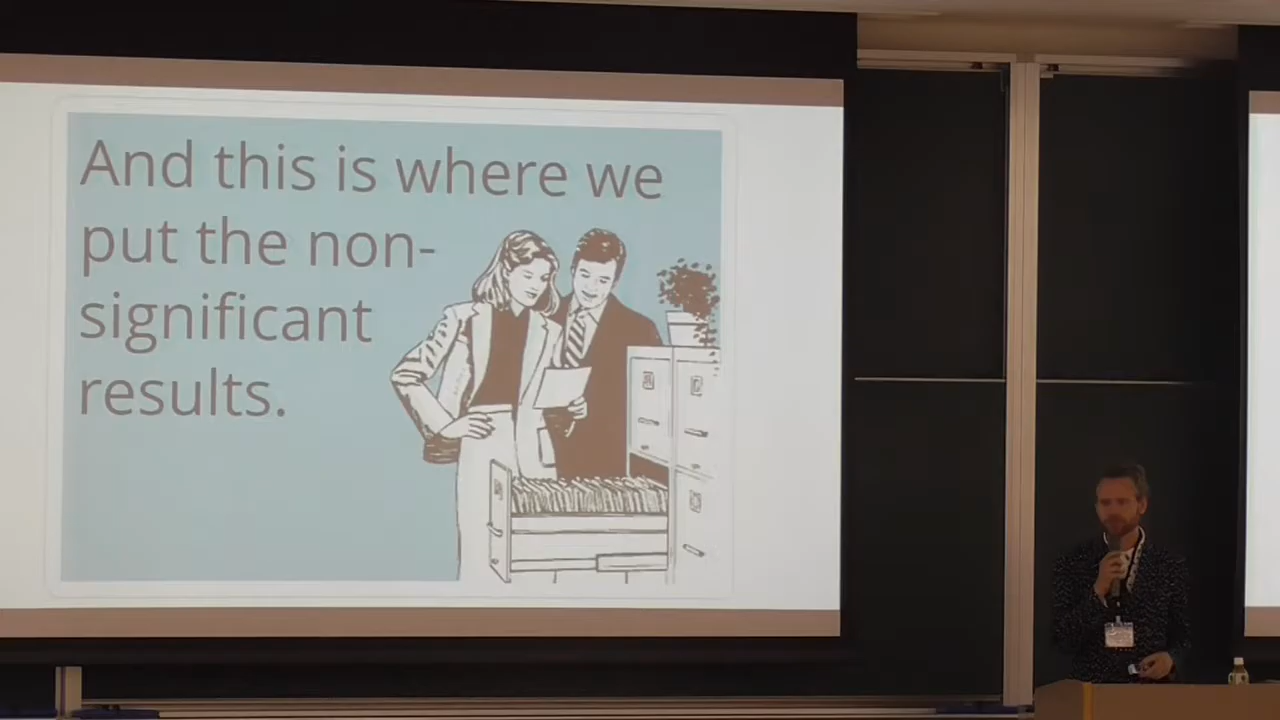 And this is where we
put the non-
significant
results.